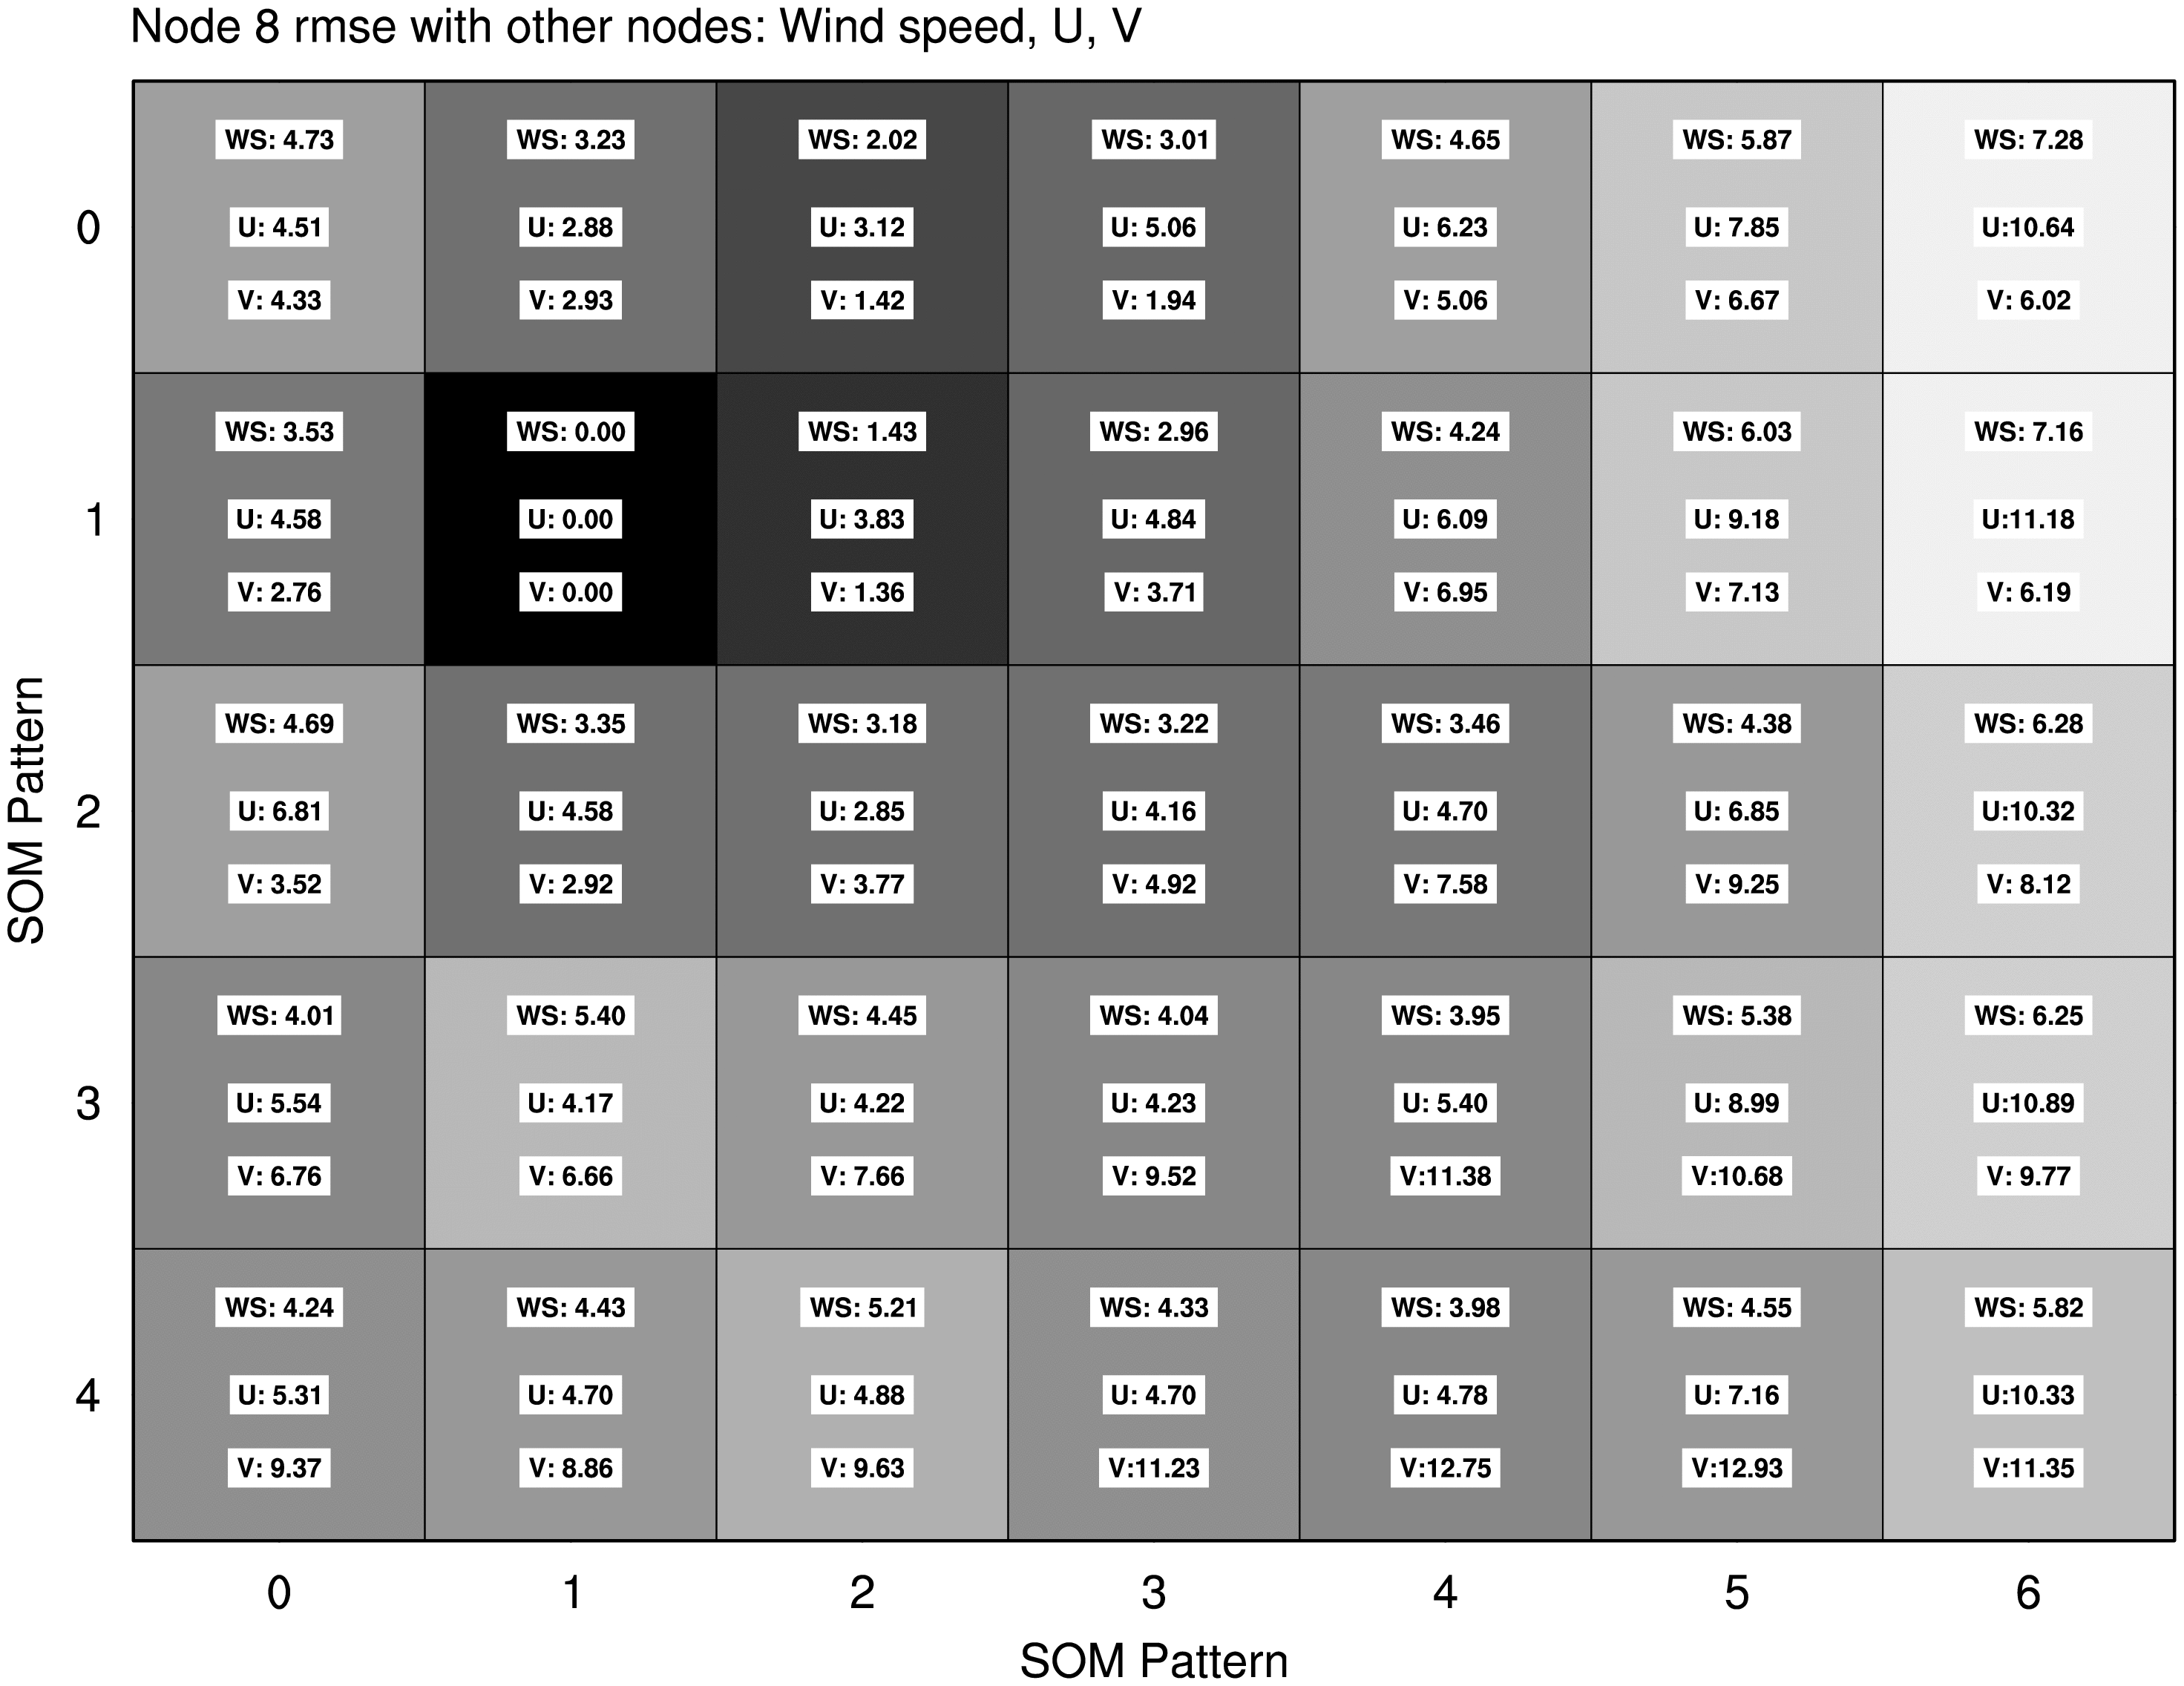 Node 8 rmse with other nodes: Wind speed, U, V
WS: 4.73 WS: 3.23 WS: 2.02 WS: 3.01 WS: 4.65 WS: 5.87 WS: 7.28
0 U: 4.51 U: 2.88 U: 3.12 U: 5.06 U: 6.23 U: 7.85 U:10.64
V: 4.33 V: 2.93 V: 1.42 V: 1.94 V: 5.06 V: 6.67 V: 6.02
WS: 3.53 WS: 0.00 WS: 1.43 WS: 2.96 WS: 4.24 WS: 6.03 WS: 7.16
1 U: 4.58 U: 0.00 U: 3.83 U: 4.84 U: 6.09 U: 9.18 U:11.18
V: 2.76 V: 0.00 V: 1.36 V: 3.71 V: 6.95 V: 7.13 V: 6.19
WS: 4.69 WS: 3.35 WS: 3.18 WS: 3.22 WS: 3.46 WS: 4.38 WS: 6.28
SOM Pattern
2 U: 6.81 U: 4.58 U: 2.85 U: 4.16 U: 4.70 U: 6.85 U:10.32
V: 3.52 V: 2.92 V: 3.77 V: 4.92 V: 7.58 V: 9.25 V: 8.12
WS: 4.01 WS: 5.40 WS: 4.45 WS: 4.04 WS: 3.95 WS: 5.38 WS: 6.25
3 U: 5.54 U: 4.17 U: 4.22 U: 4.23 U: 5.40 U: 8.99 U:10.89
V: 6.76 V: 6.66 V: 7.66 V: 9.52 V:11.38 V:10.68 V: 9.77
WS: 4.24 WS: 4.43 WS: 5.21 WS: 4.33 WS: 3.98 WS: 4.55 WS: 5.82
4 U: 5.31 U: 4.70 U: 4.88 U: 4.70 U: 4.78 U: 7.16 U:10.33
V: 9.37 V: 8.86 V: 9.63 V:11.23 V:12.75 V:12.93 V:11.35
0 1 2 3 4 5 6
SOM Pattern